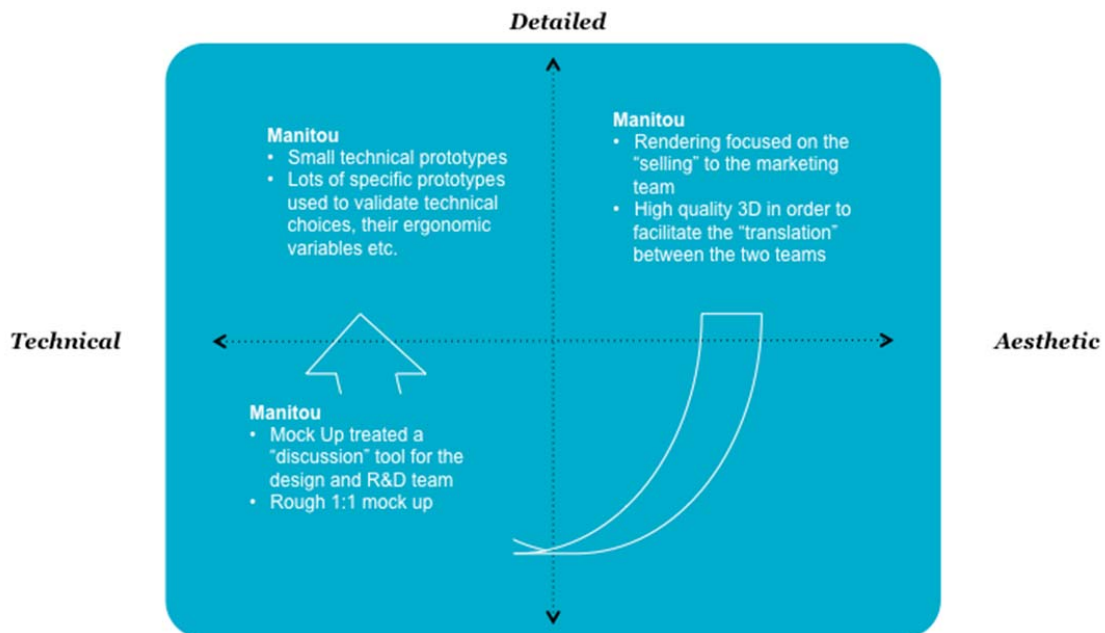 Detailed
Manitou
• Small technical prototypes
• Lots of specific prototypes
used to validate technical
choices, their ergonomic
variables etc.
Manitou
• Rendering focused on the
“selling” to the marketing
team
• High quality 3D in order to
facilitate the “translation”
between the two teams
Technical
Aesthetic
Manitou
• Mock Up treated a
“discussion” tool for the
design and R&D team
• Rough 1:1 mock up